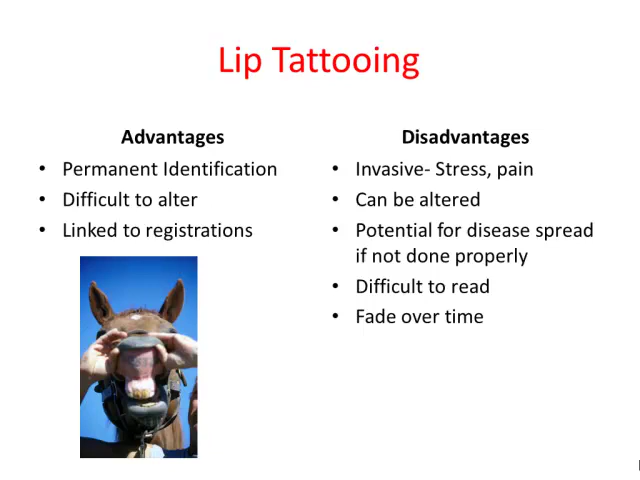 Lip Tattooing
Advantages
• Permanent Identification
• Difficult to alter
• Linked to registrations
Disadvantages
• Invasive- Stress, pain
• Can be altered
• Potential for disease spread
if not done properly
• Difficult to read
• Fade over time